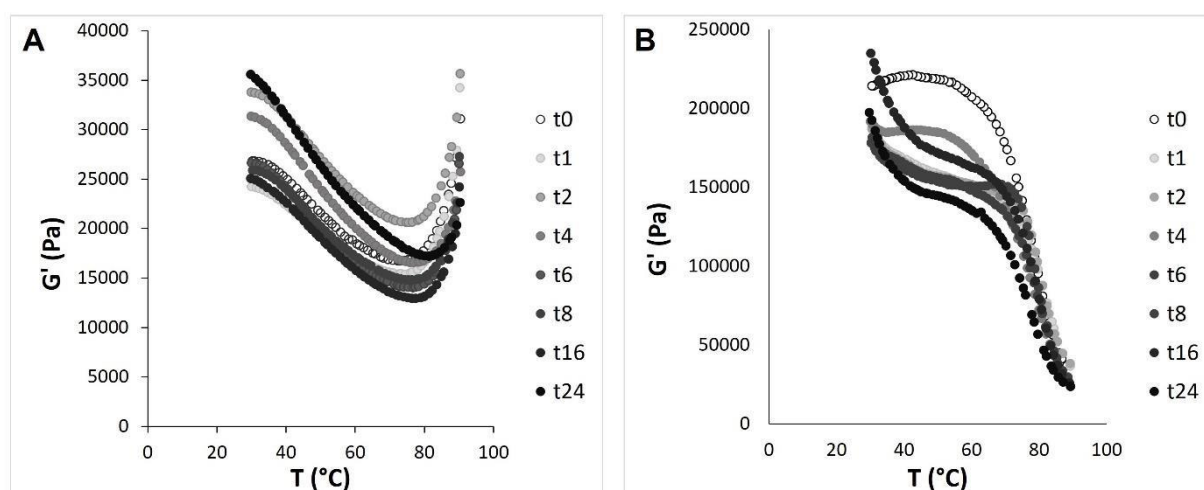 A
40000
35000
30000
25000
20000
15000
10000
5000
0
G' (Pa)
0 20 40 60 80 100
T (°C)
t0
t1
t2
t4
t6
t8
t16
t24
B
250000
200000
150000
100000
50000
0
G' (Pa)
0 20 40 60 80 100
T (°C)
t0
t1
t2
t4
t6
t8
t16
t24